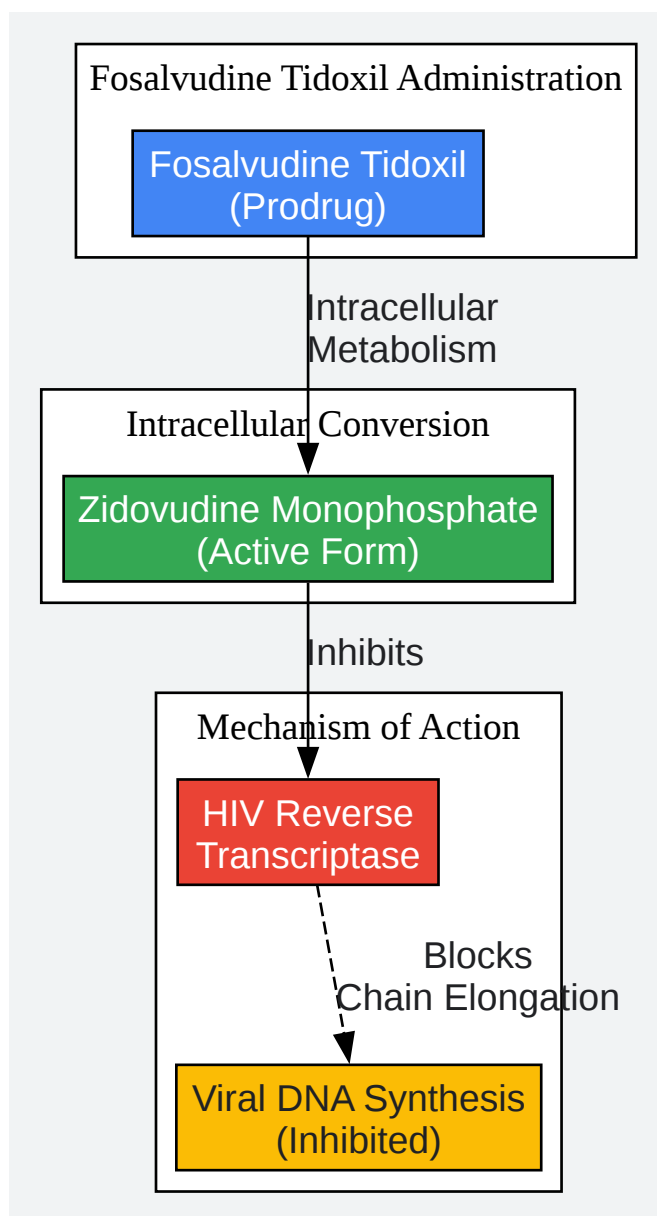 Fosalvudine Tidoxil Administration
Fosalvudine Tidoxil
(Prodrug)
Intracellular
Metabolism
Intracellular Conversion
Zidovudine Monophosphate
(Active Form)
Inhibits
Mechanism of Action
HIV Reverse
Transcriptase
Blocks
Chain Elongation
Viral DNA Synthesis
(Inhibited)